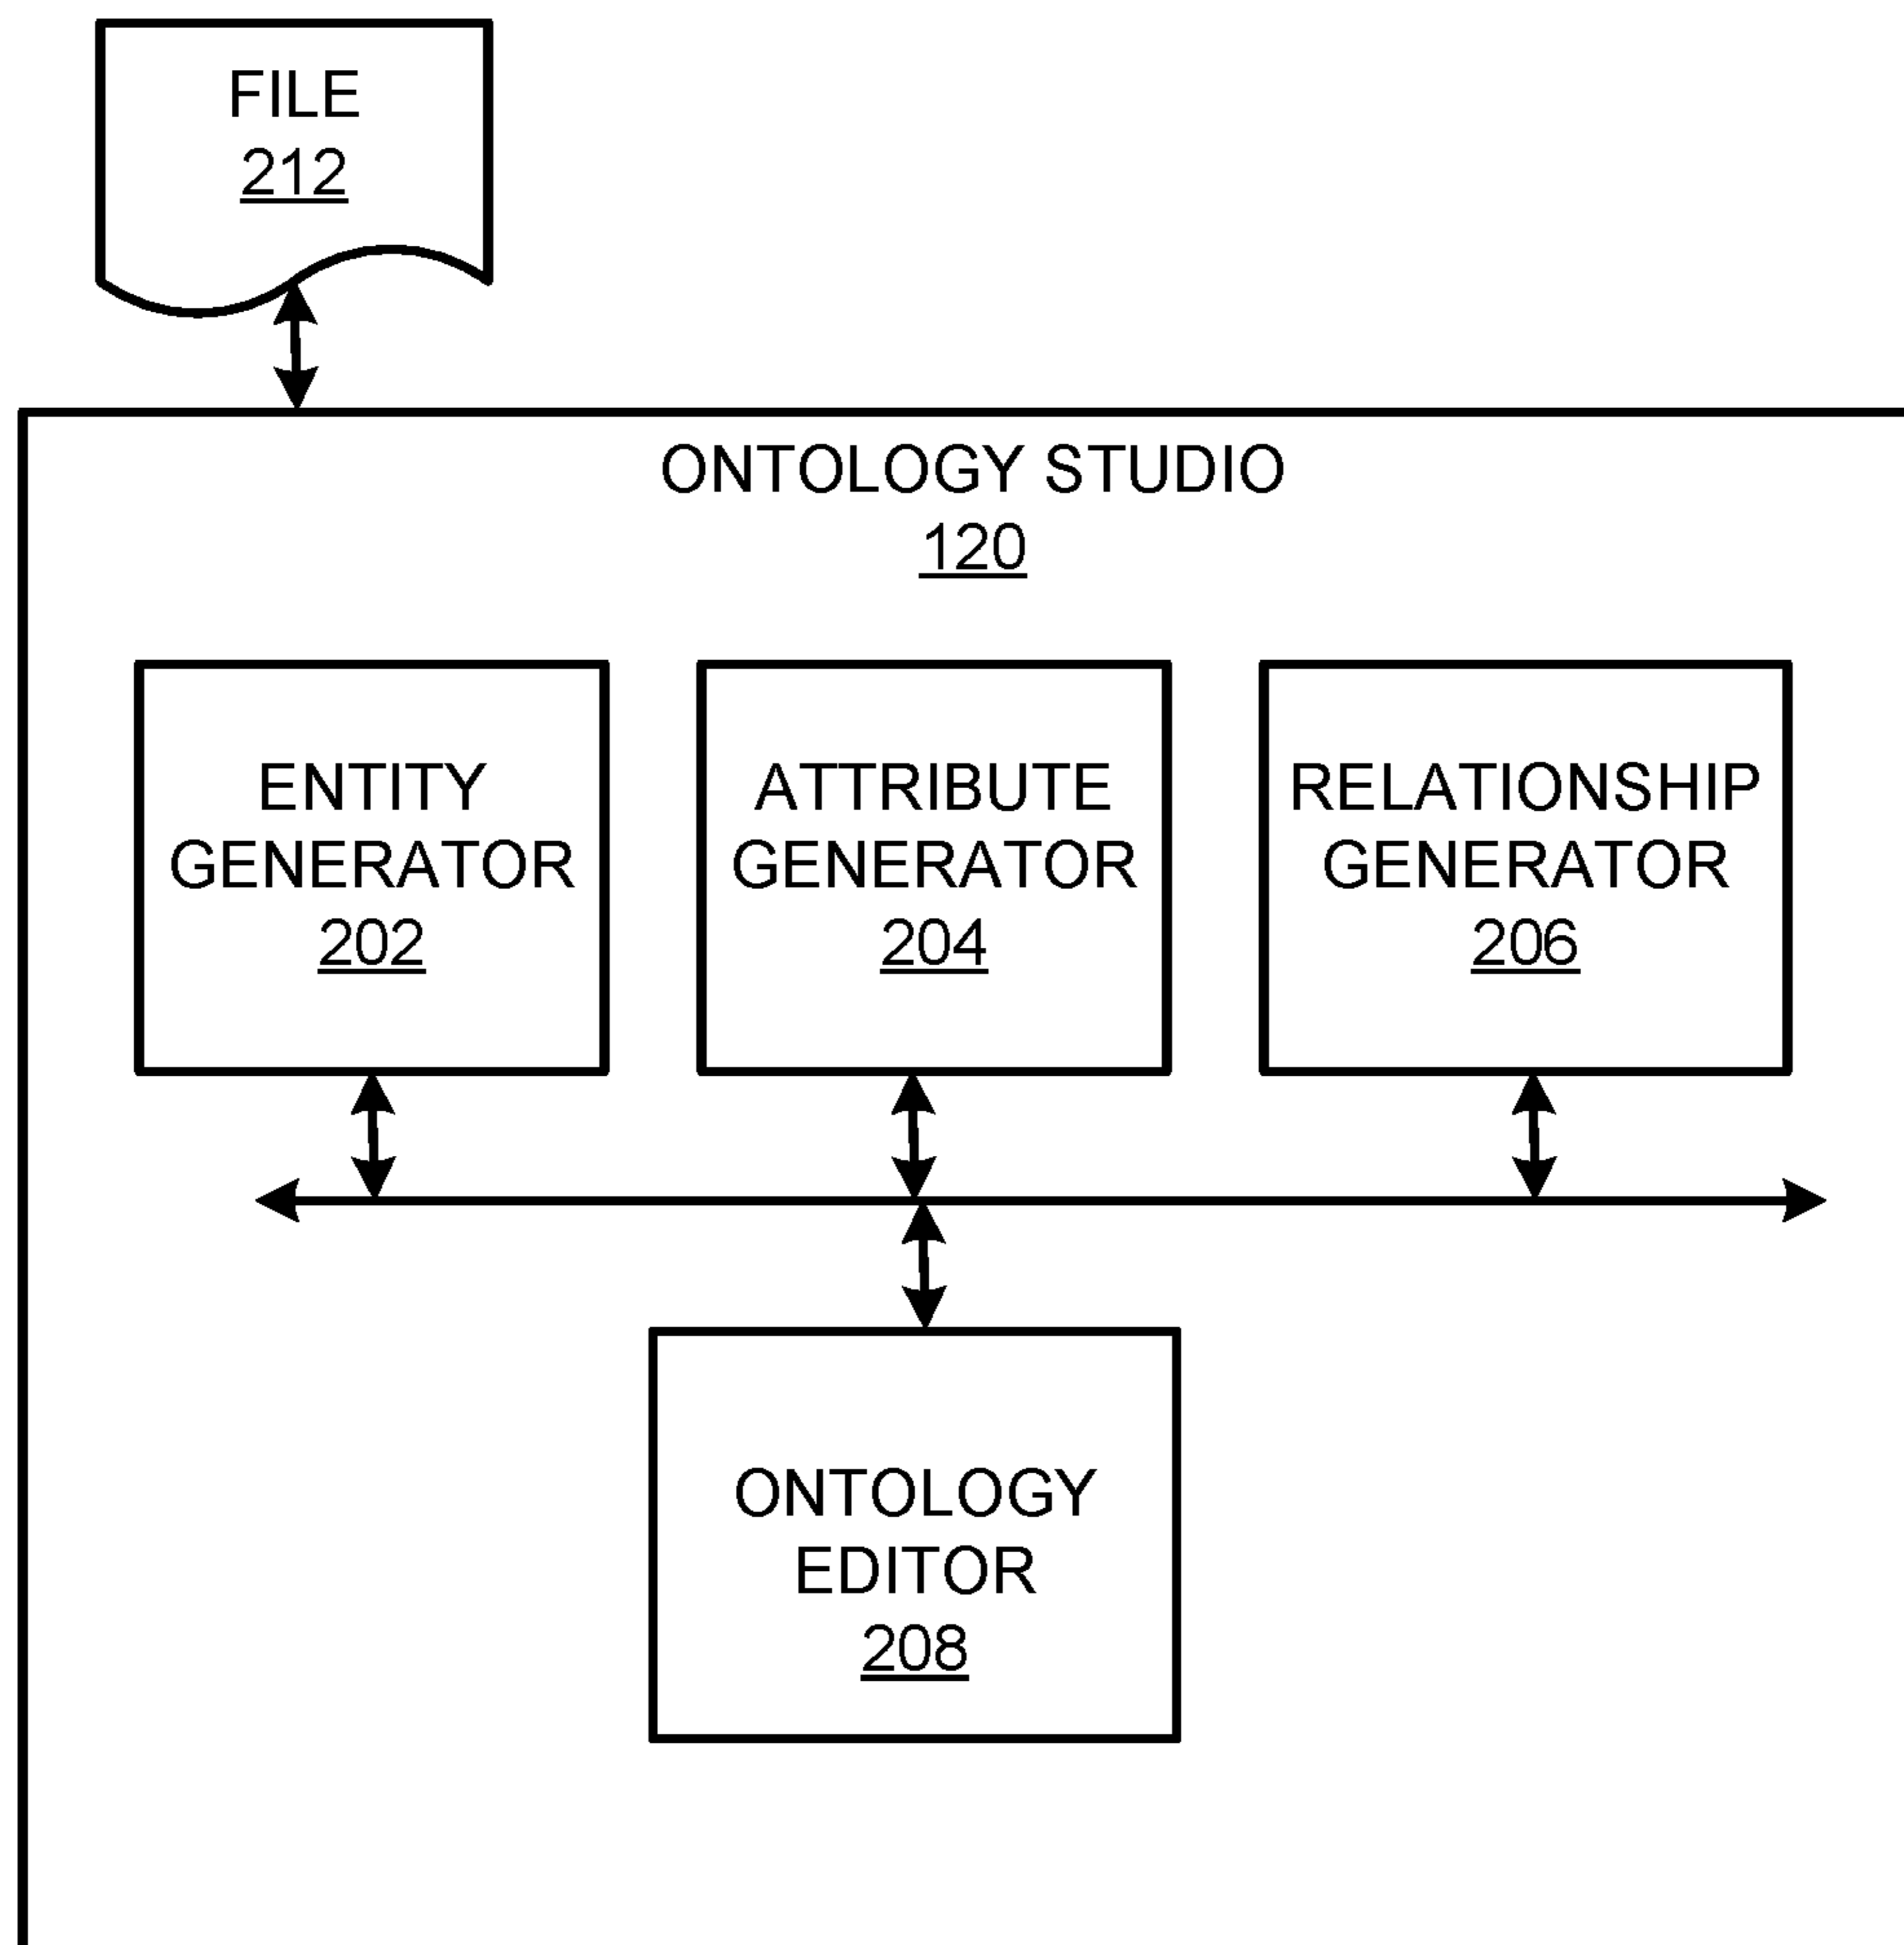 FILE
212
ONTOLOGY STUDIO
120
ENTITY
GENERATOR
202
ATTRIBUTE
GENERATOR
204
RELATIONSHIP
GENERATOR
206
ONTOLOGY
EDITOR
208